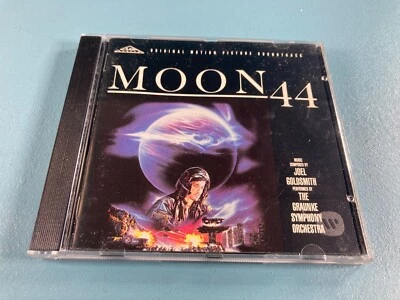 ORIGINAL MOTION PICTURE SOUNDTRACK
MOON 44
MUSIC
COMPOSED BY
JOEL
GOLDSMITH
PERFORMED BY
THE
GRAUNKE
SYMPHONY
ORCHESTRA